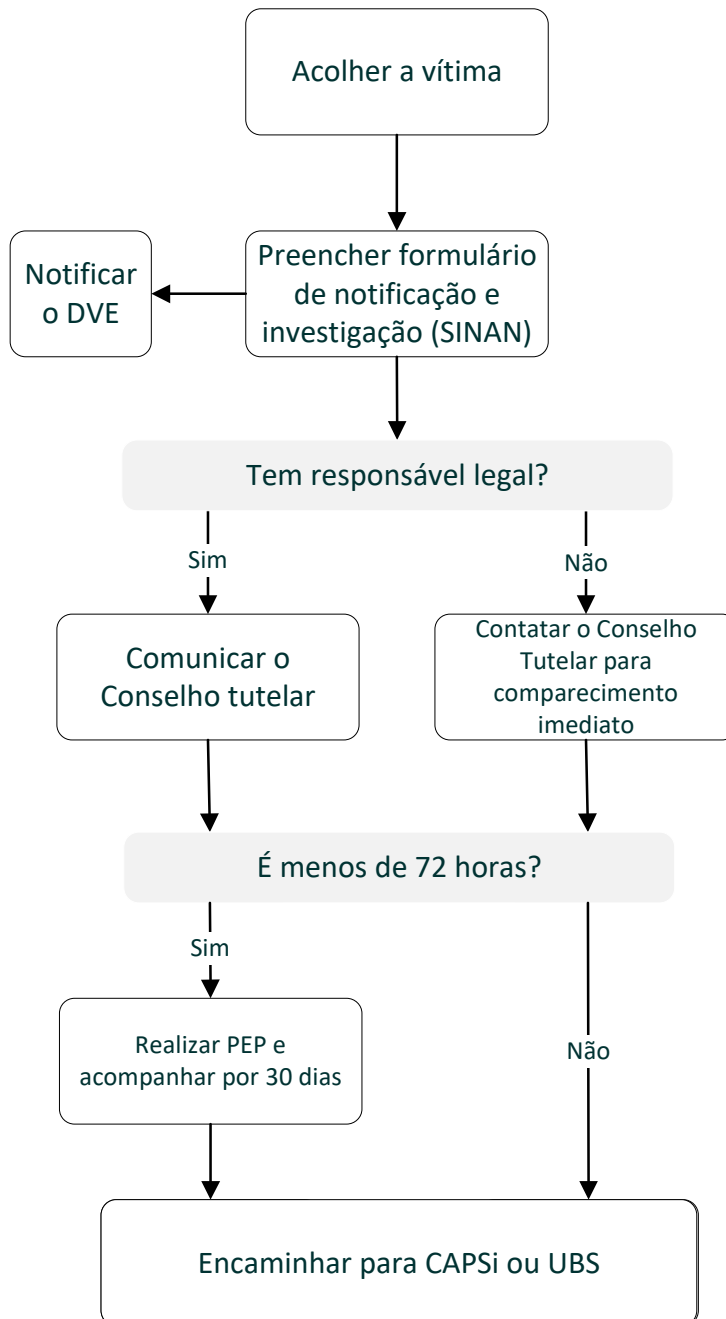 Acolher a vítima
Notificar
o DVE
Preencher formulário
de notificação e
investigação (SINAN)
Tem responsável legal?
Sim
Não
Comunicar o
Conselho tutelar
Contatar o Conselho
Tutelar para
comparecimento
imediato
É menos de 72 horas?
Sim
Realizar PEP e
acompanhar por 30 dias
Não
Encaminhar para CAPSi ou UBS